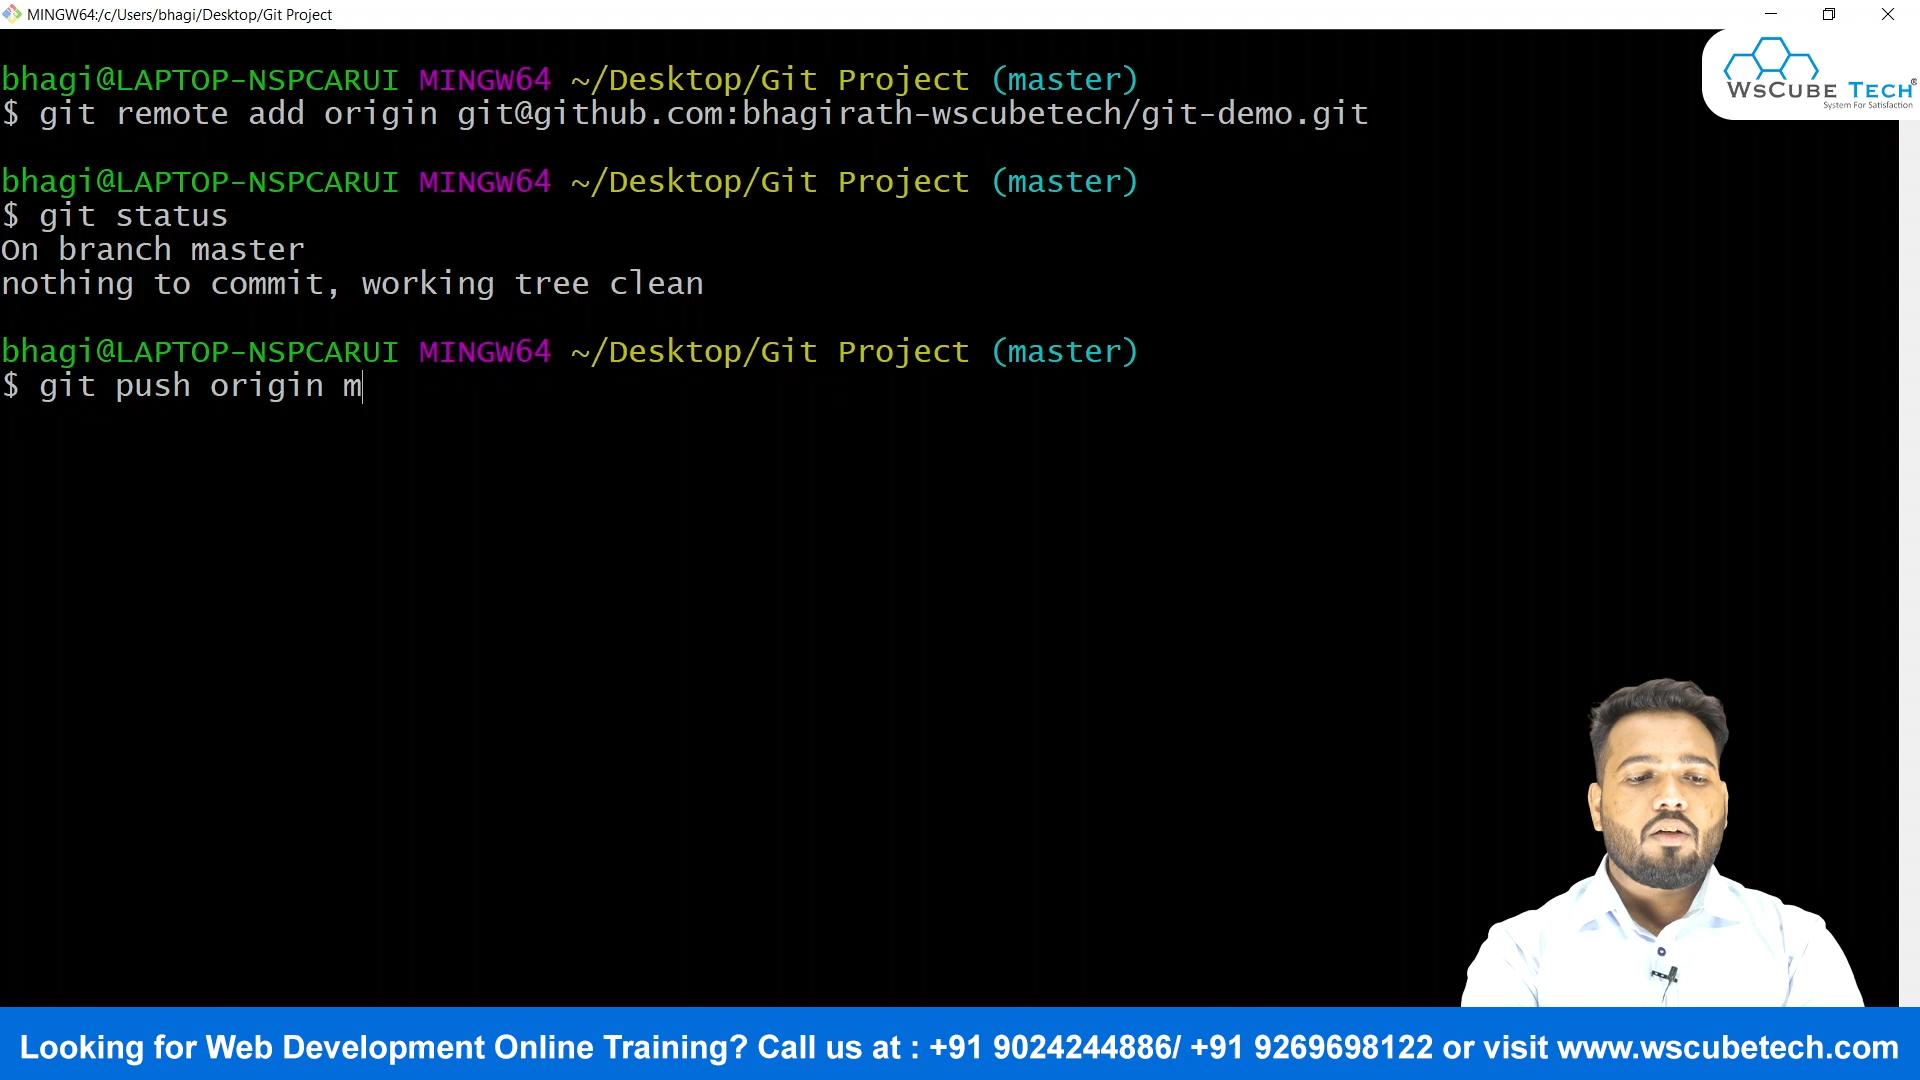 MINGW64:/c/Users/bhagi/Desktop/Git Project
WSCUBE TECH®
System For Satisfaction
bhagi@LAPTOP-NSPCARUI MINGW64 ~/Desktop/Git Project (master)
$ git remote add origin git@github.com:bhagirath-wscubetech/git-demo.git
bhagi@LAPTOP-NSPCARUI MINGW64 ~/Desktop/Git Project (master)
$ git status
On branch master
nothing to commit, working tree clean
bhagi@LAPTOP-NSPCARUI MINGW64 ~/Desktop/Git Project (master)
$ git push origin m
Looking for Web Development Online Training? Call us at : +91 9024244886/ +91 9269698122 or visit www.wscubetech.com